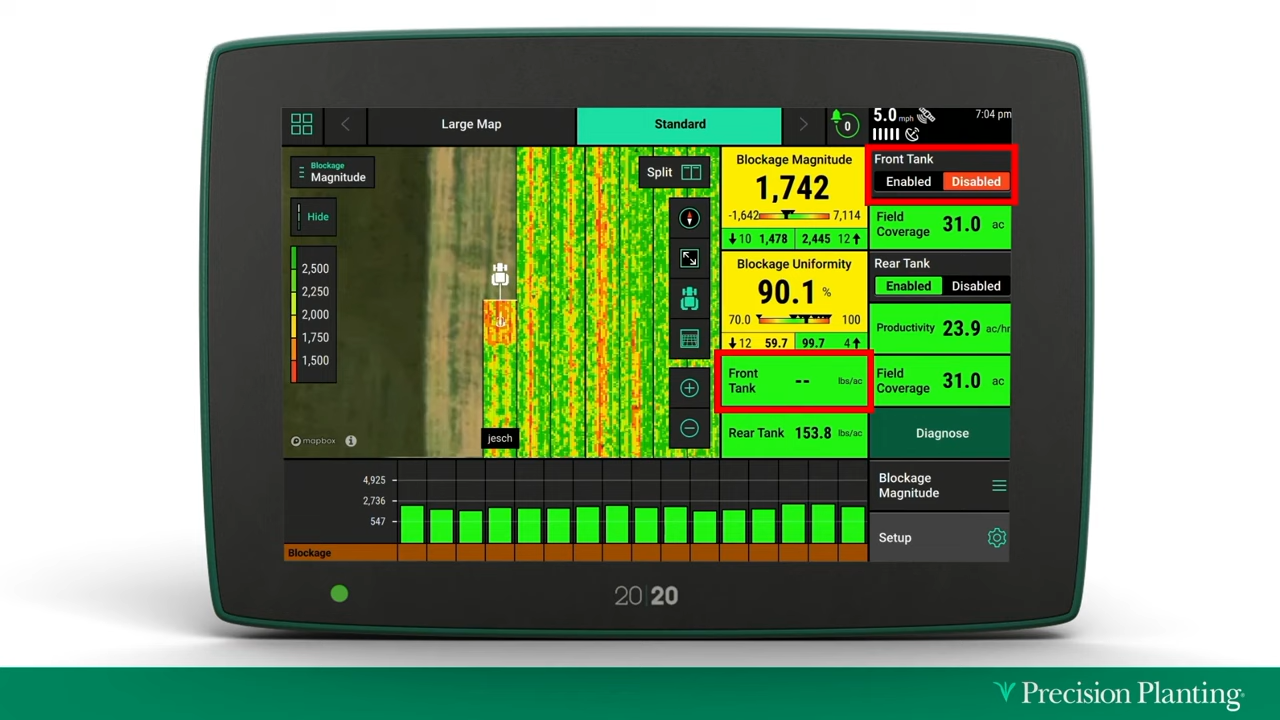 Large Map
Standard
0
5.0 mph
7:04 pm
Blockage
Magnitude
Hide
2,500
2,250
2,000
1,750
1,500
mapbox
i
jesch
Split
Blockage Magnitude
1,742
-1,642
7,114
10 1,478
2,445 12
Blockage Uniformity
90.1 %
70.0
100
12 59.7
99.7 4
Front
Tank
-- lbs/ac
Rear Tank 153.8 lbs/ac
Front Tank
Enabled Disabled
Field
Coverage
31.0 ac
Rear Tank
Enabled Disabled
Productivity 23.9 ac/hr
Field
Coverage
31.0 ac
Diagnose
Blockage
Magnitude
Setup
4,925
2,736
547
Blockage
20|20
Precision Planting